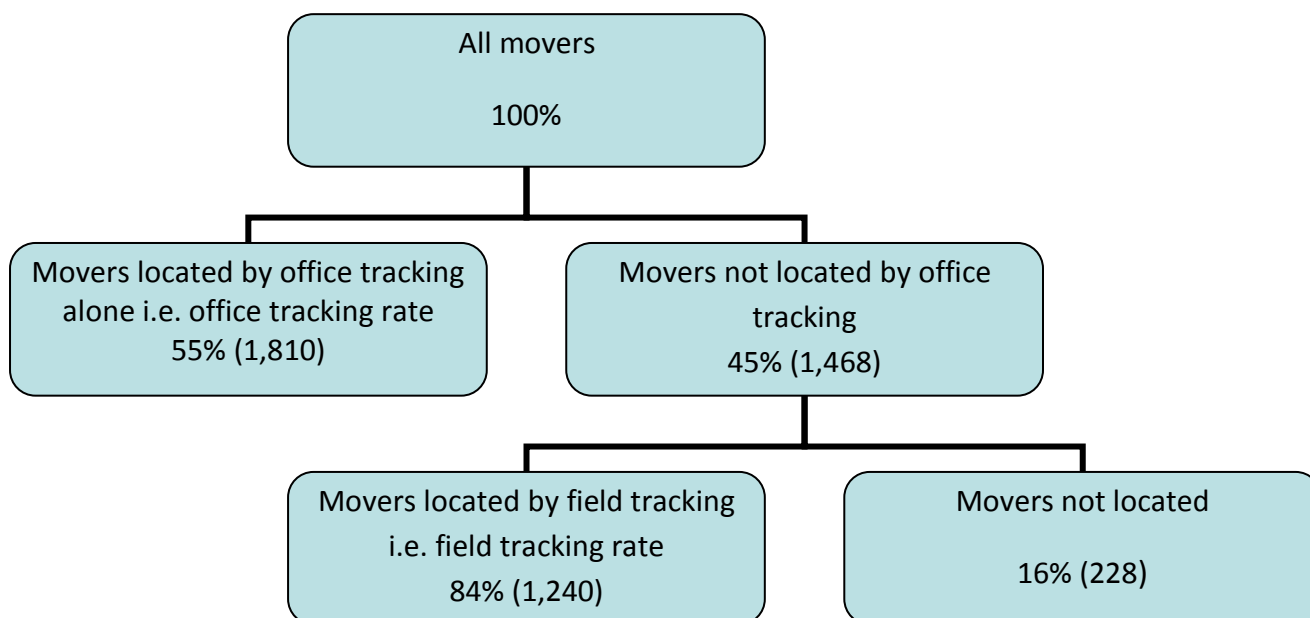 All movers
100%
Movers located by office tracking
alone i.e. office tracking rate
55% (1,810)
Movers not located by office
tracking
45% (1,468)
Movers located by field tracking
i.e. field tracking rate
84% (1,240)
Movers not located
16% (228)